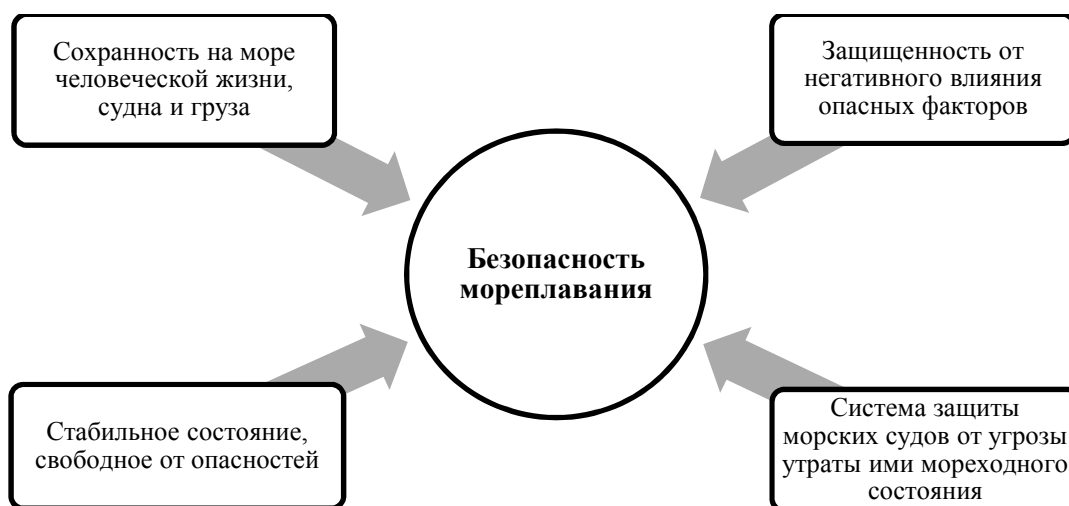 Сохранность на море
человеческой жизни,
судна и груза
Защищенность от
негативного влияния
опасных факторов
Безопасность
мореплавания
Стабильное состояние,
свободное от опасностей
Система защиты
морских судов от угрозы
утраты ими мореходного
состояния